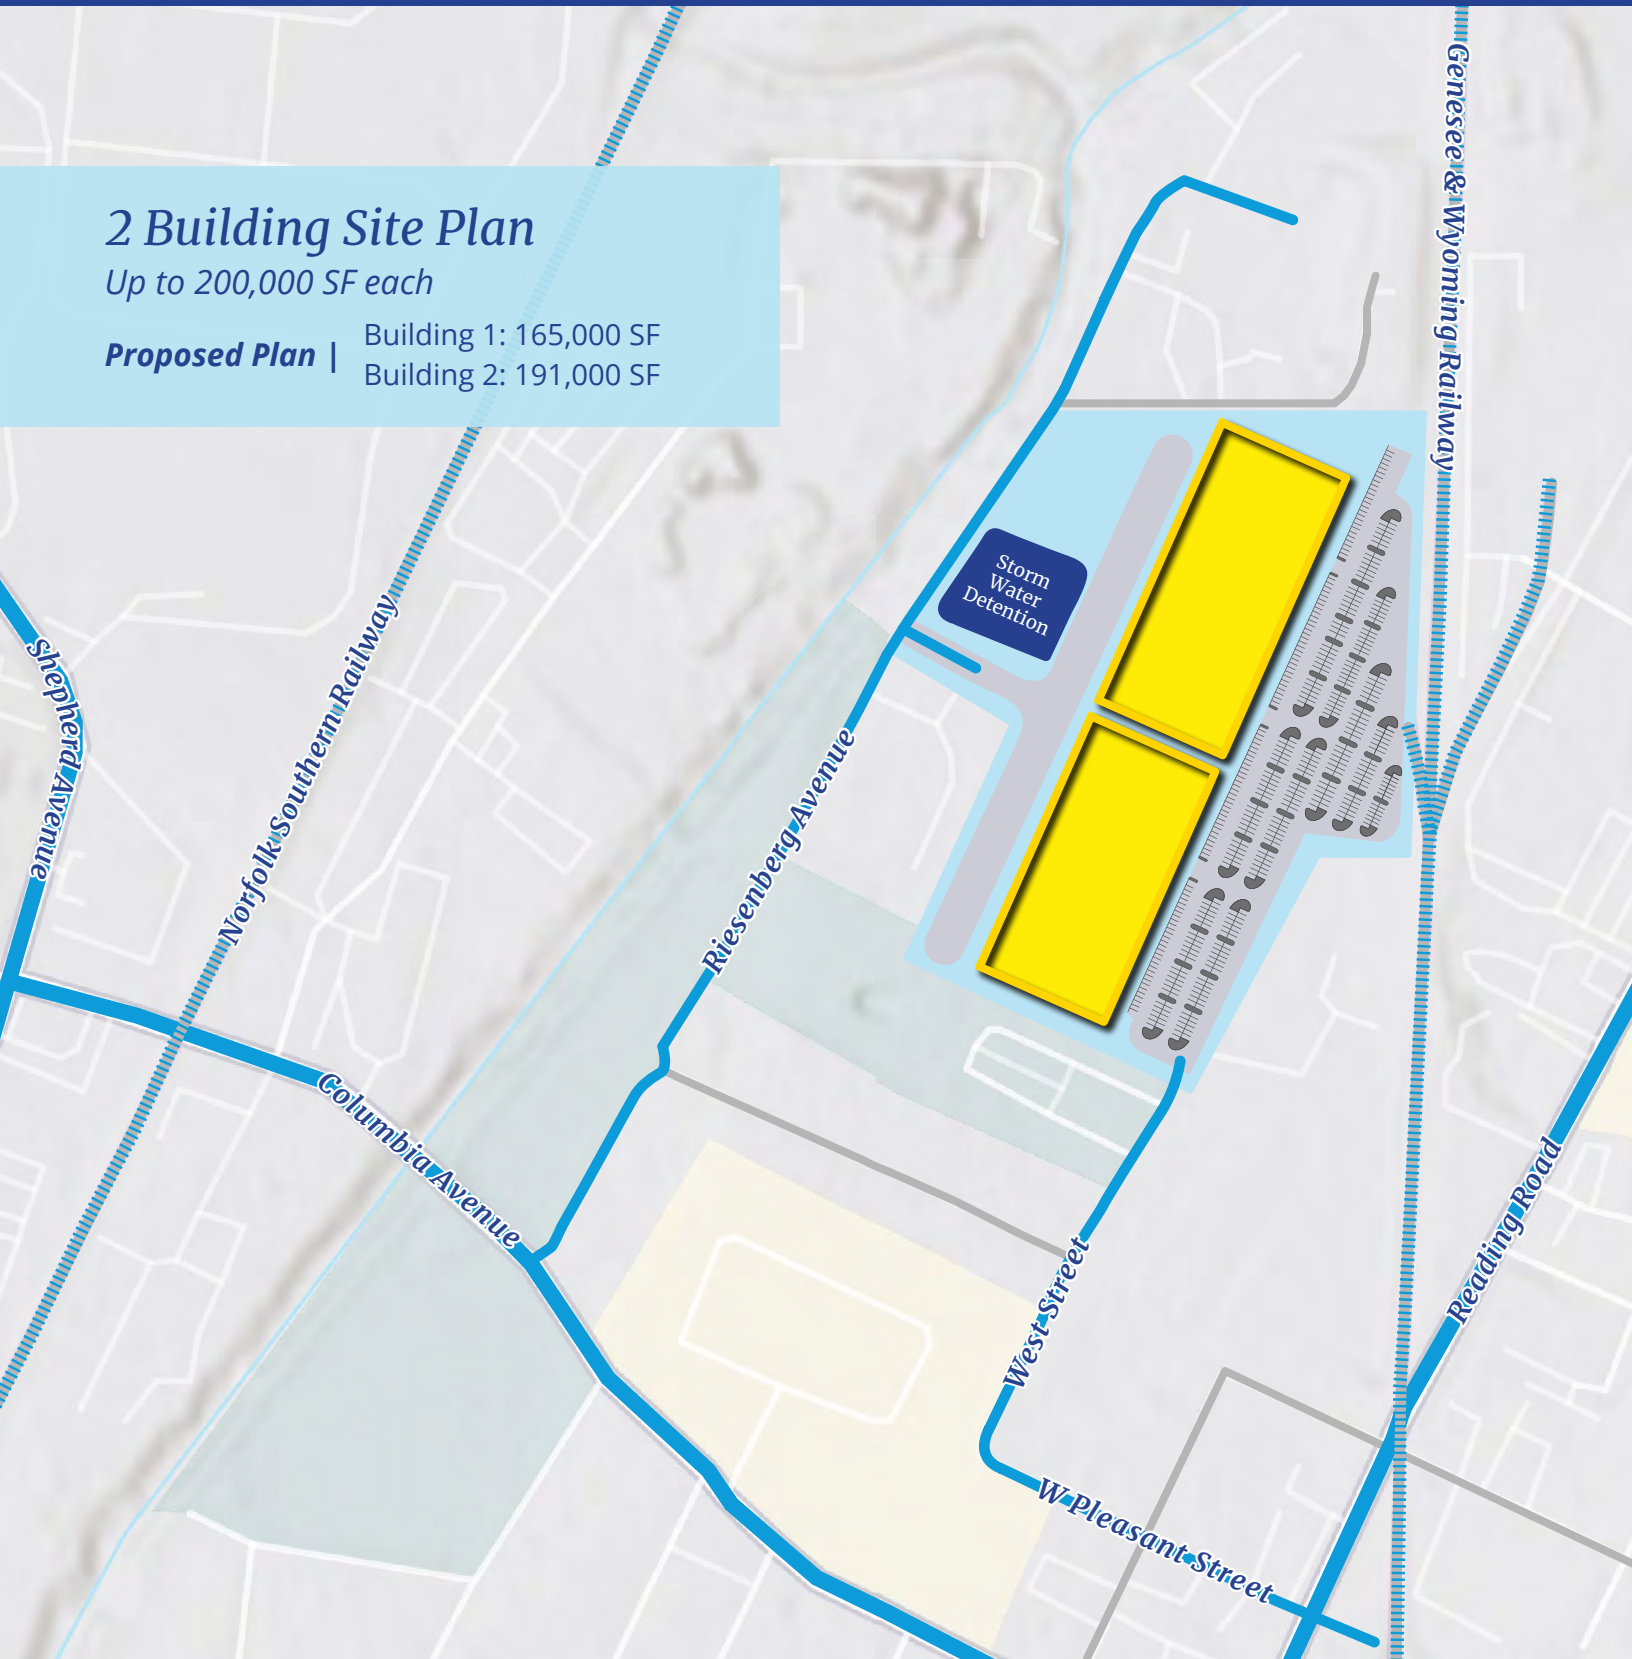 2 Building Site Plan
Up to 200,000 SF each
Proposed Plan |
Building 1: 165,000 SF
Building 2: 191,000 SF
Genesee & Wyoming Railway
Storm
Water
Detention
Shepherd Avenue
Norfolk Southern Railway
Riesenberg Avenue
Columbia Avenue
West Street
Reading Road
W Pleasant Street